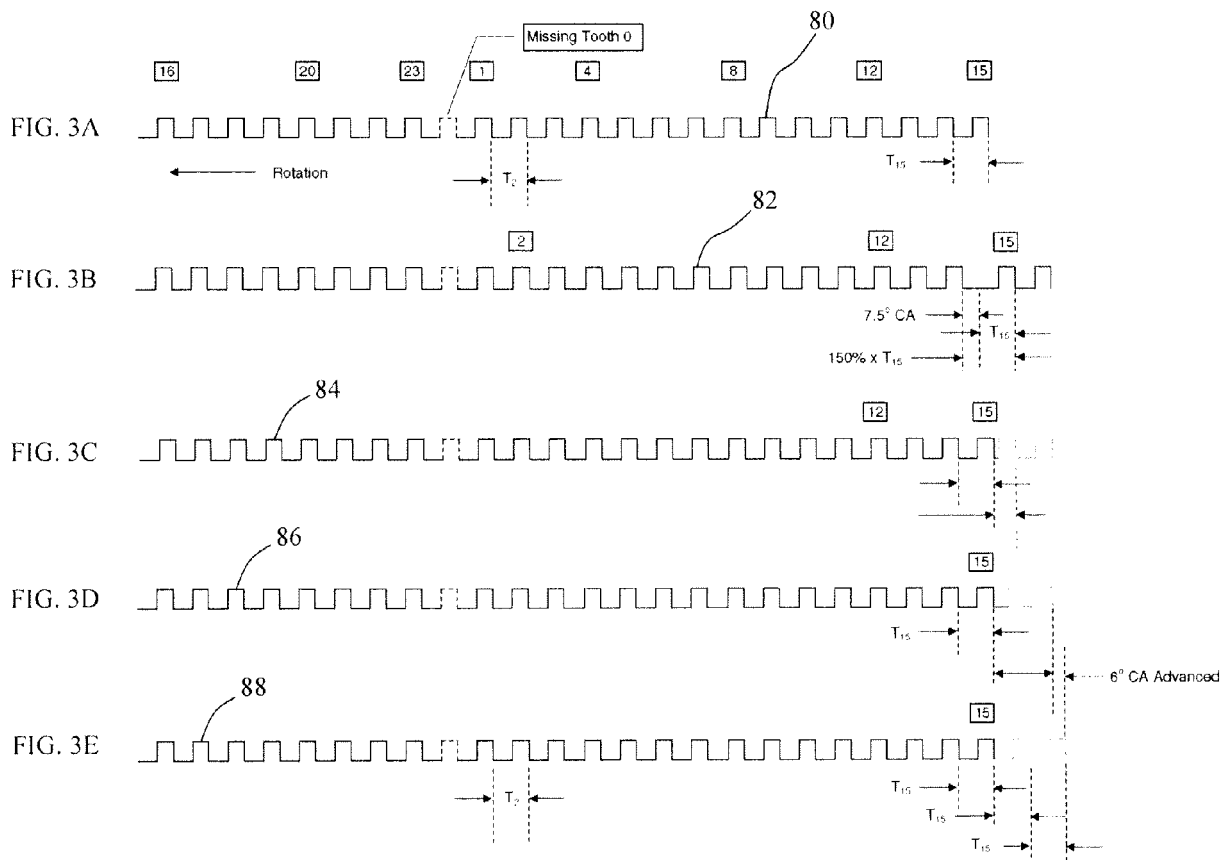 Missing Tooth 0
80
16 20 23 1 4 8 12 15
FIG. 3A
T15
Rotation
T2
82
2 12 15
FIG. 3B
7.5° CA
T15
150% x T15
84
12 15
FIG. 3C
86
15
FIG. 3D
T15
6° CA Advanced
88
15
FIG. 3E
T2
T15
T15
T15